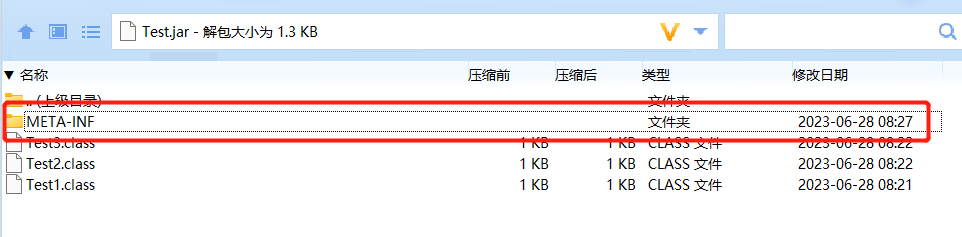 Test.jar - 解包大小为 1.3 KB
名称 压缩前 压缩后 类型 修改日期
.. (上级目录) 文件夹
META-INF 文件夹 2023-06-28 08:27
Test3.class 1 KB 1 KB CLASS 文件 2023-06-28 08:22
Test2.class 1 KB 1 KB CLASS 文件 2023-06-28 08:22
Test1.class 1 KB 1 KB CLASS 文件 2023-06-28 08:21